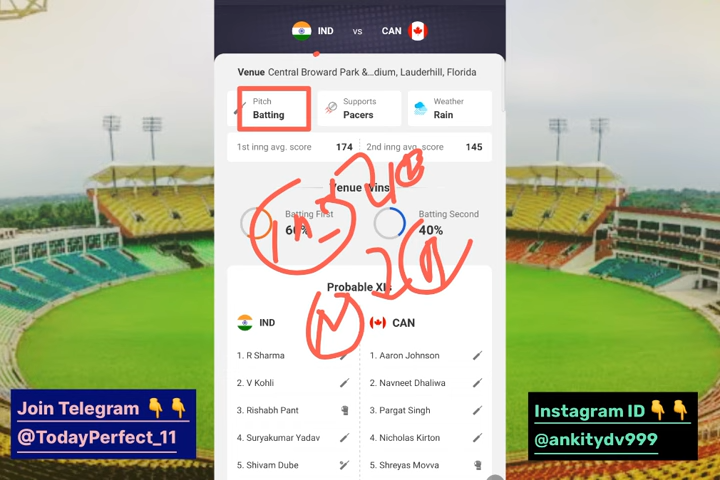 IND vs CAN
Venue Central Broward Park &...dium, Lauderhill, Florida
Pitch
Batting
Supports
Pacers
Weather
Rain
1st inng avg. score 174
2nd inng avg. score 145
Venue Wins
Batting First
Batting Second
40%
Probable XIs
IND
CAN
1. R Sharma
1. Aaron Johnson
2. V Kohli
2. Navneet Dhaliwa
3. Rishabh Pant
3. Pargat Singh
4. Suryakumar Yadav
4. Nicholas Kirton
5. Shivam Dube
5. Shreyas Movva
Join Telegram 👇👇
@TodayPerfect_11
Instagram ID👇👇
@ankitydv999